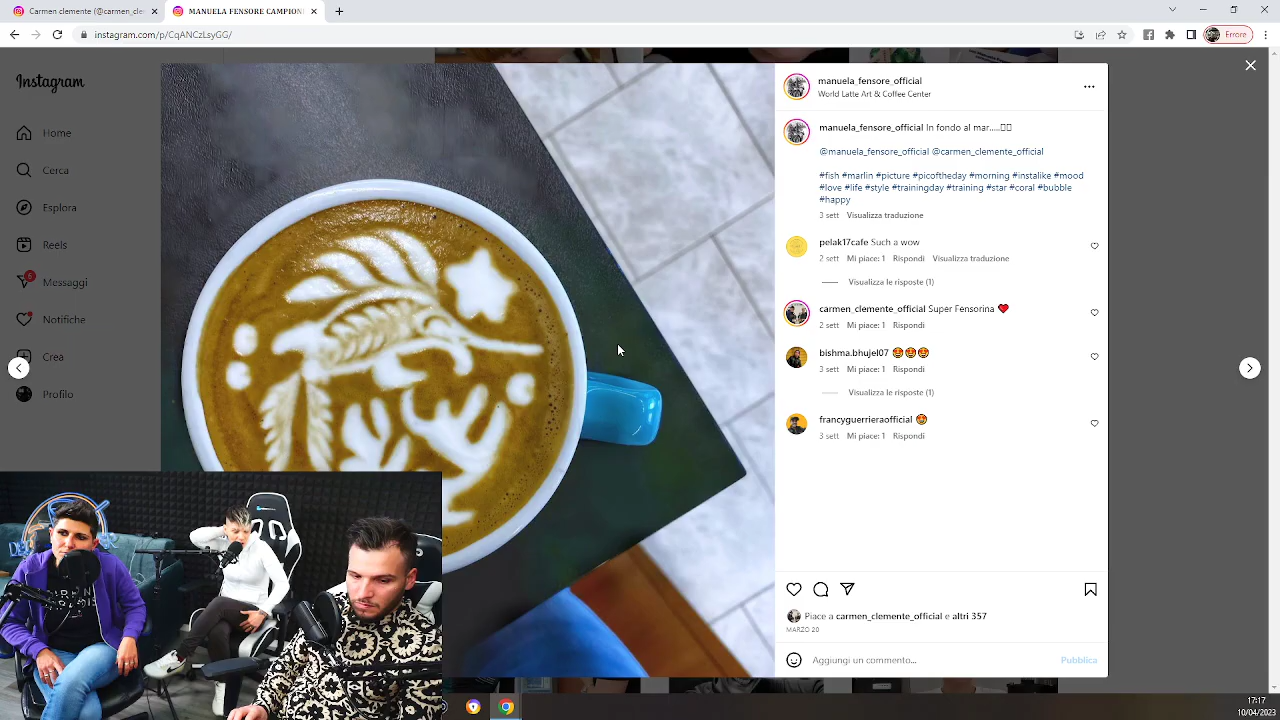 Carmen clemente (@carmen_cle
MANUELA FENSORE CAMPION
instagram.com/p/CqANCzLsyGG/
Errore
Instagram
Home
Cerca
Esplora
Reels
6
Messaggi
Notifiche
Crea
Profilo
manuela_fensore_official
World Latte Art & Coffee Center
manuela_fensore_official In fondo al mar.....
@manuela_fensore_official @carmen_clemente_official
#fish #marlin #picture #picoftheday #morning #instalike #mood
#love #life #style #trainingday #training #star #coral #bubble
#happy
3 sett Visualizza traduzione
pelak17cafe Such a wow
2 sett Mi piace: 1 Rispondi Visualizza traduzione
Visualizza le risposte (1)
carmen_clemente_official Super Fensorina ❤️
2 sett Mi piace: 1 Rispondi
bishma.bhujel07 🥰🥰🥰
3 sett Mi piace: 1 Rispondi
Visualizza le risposte (1)
francyguerrieraofficial 🥰
3 sett Mi piace: 1 Rispondi
Piace a carmen_clemente_official e altri 357
MARZO 20
Aggiungi un commento...
Pubblica
17:17
10/04/2023